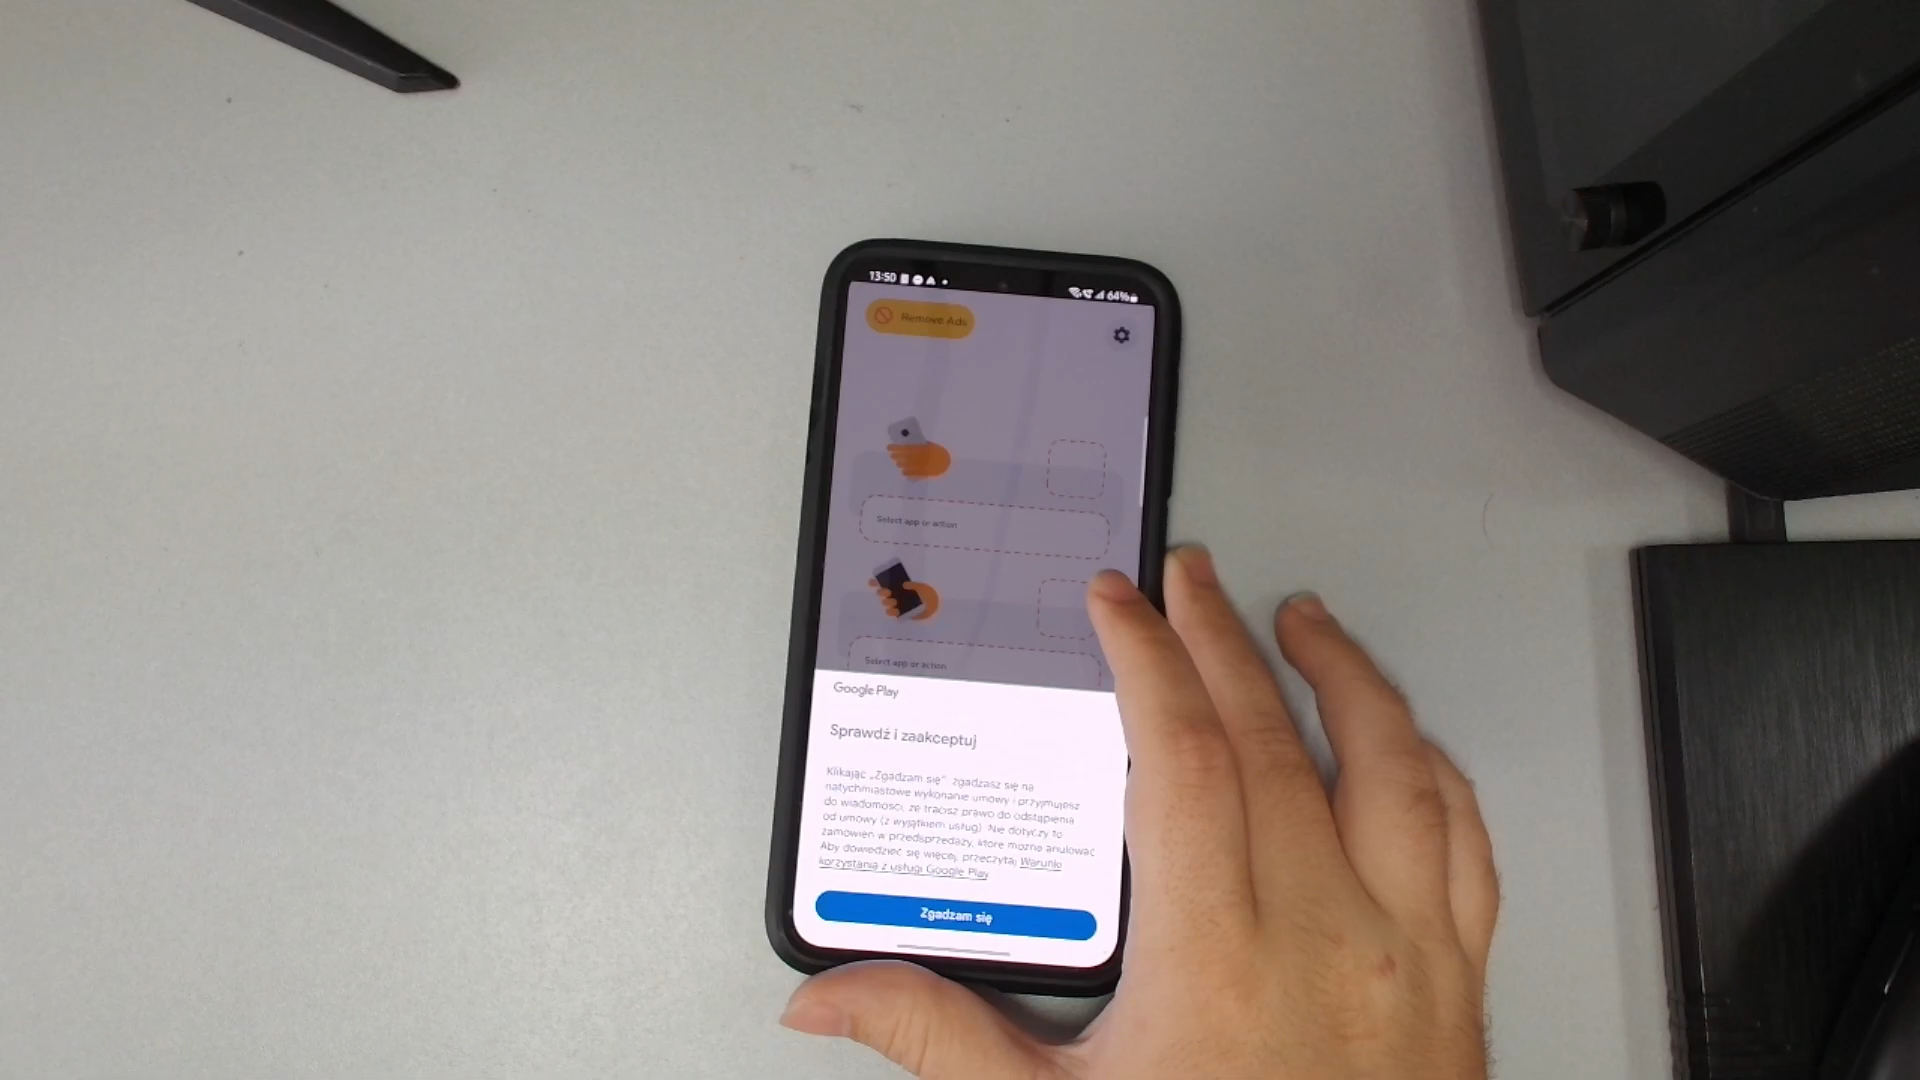 13:50
64%
Remove Ads
Select app or action
Select app or action
Google Play
Sprawdź i zaakceptuj
Klikając „Zgadzam się” zgadzasz się na
natychmiastowe wykonanie umowy i przyjmujesz
do wiadomości, że tracisz prawo do odstąpienia
od umowy (z wyjątkiem usług). Nie dotyczy to
zamówień w przedsprzedaży, które można anulować.
Aby dowiedzieć się więcej, przeczytaj Warunki
korzystania z usługi Google Play
Zgadzam się